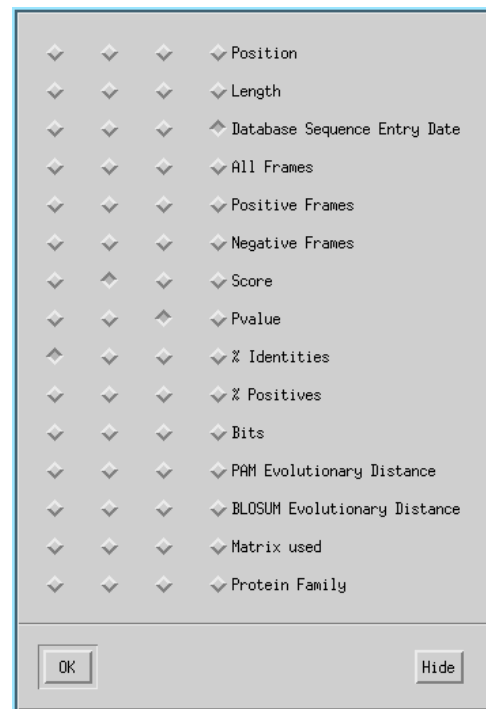 Position
Length
Database Sequence Entry Date
All Frames
Positive Frames
Negative Frames
Score
Pvalue
% Identities
% Positives
Bits
PAM Evolutionary Distance
BLOSUM Evolutionary Distance
Matrix used
Protein Family
OK Hide